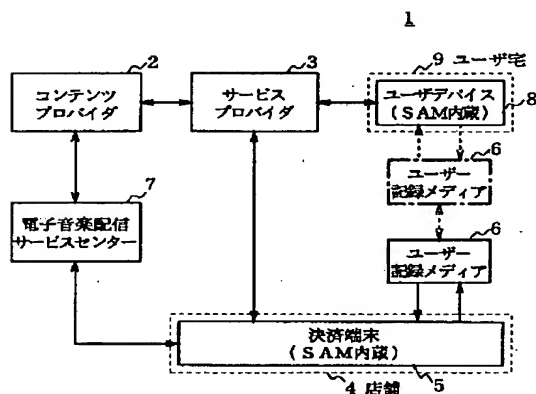 1
2
コンテンツ
プロバイダ
3
サービス
プロバイダ
9 ユーザ宅
ユーザデバイス
(SAM内蔵)
8
6
ユーザー
記録メディア
7
電子音楽配信
サービスセンター
6
ユーザー
記録メディア
決済端末
(SAM内蔵)
4 店舗
5